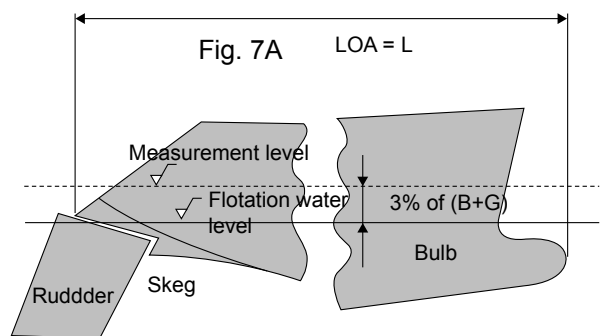 Fig. 7A
LOA = L
Measurement level
Flotation water
level
3% of (B+G)
Bulb
Skeg
Ruddder